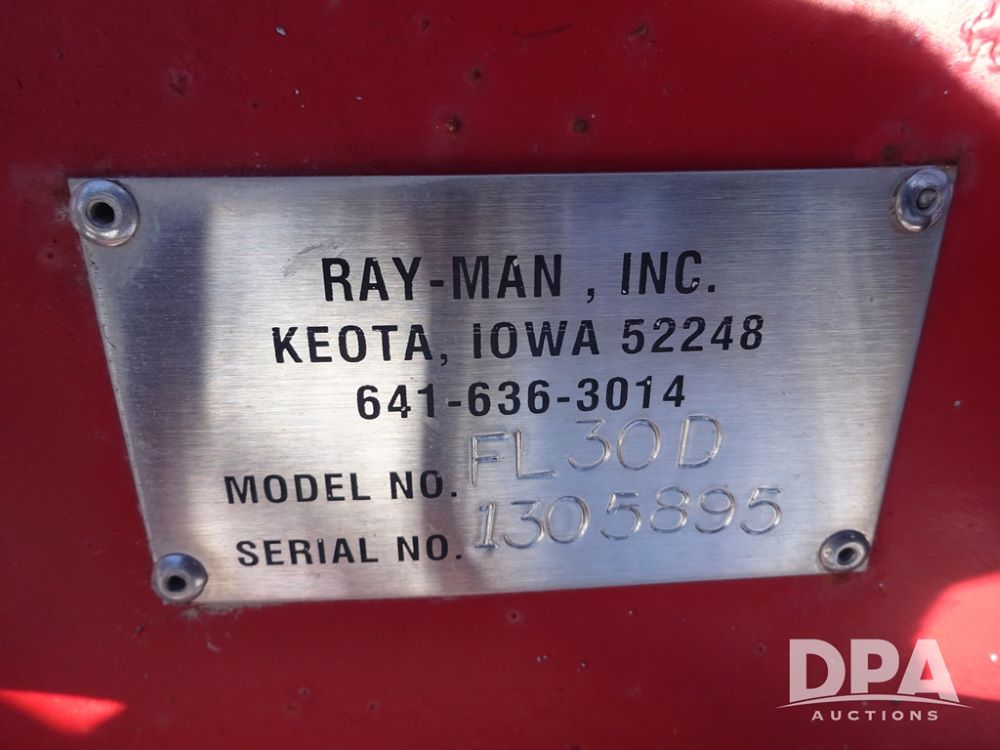 RAY-MAN , INC.
KEOTA, IOWA 52248
641-636-3014
MODEL NO. FL30D
SERIAL NO. 1305895
DPA
AUCTIONS